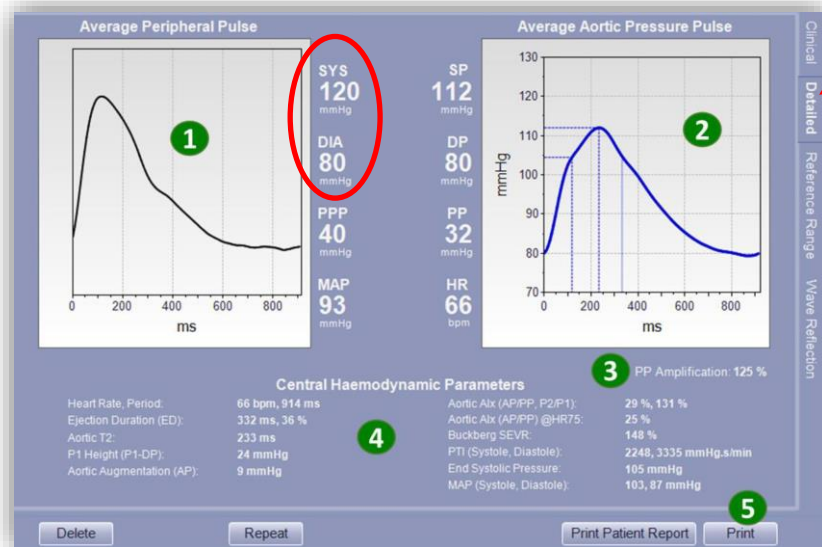 Average Peripheral Pulse
1
0
200
400
600
800
ms
SYS
120
mmHg
DIA
80
mmHg
PPP
40
mmHg
MAP
93
mmHg
Average Aortic Pressure Pulse
SP
112
mmHg
DP
80
mmHg
PP
32
mmHg
HR
66
bpm
mmHg
130
120
110
100
90
80
70
2
0
200
400
600
800
ms
Clinical
Detailed
Reference Range
Wave Reflection
3 PP Amplification: 125 %
Central Haemodynamic Parameters
Heart Rate, Period: 66 bpm, 914 ms
Ejection Duration (ED): 332 ms, 36 %
Aortic T2: 233 ms
P1 Height (P1-DP): 24 mmHg
Aortic Augmentation (AP): 9 mmHg
4
Aortic AIx (AP/PP, P2/P1): 29 %, 131 %
Aortic AIx (AP/PP) @HR75: 25 %
Buckberg SEVR: 148 %
PTI (Systole, Diastole): 2248, 3335 mmHg.s/min
End Systolic Pressure: 105 mmHg
MAP (Systole, Diastole): 103, 87 mmHg
5
Delete
Repeat
Print Patient Report
Print